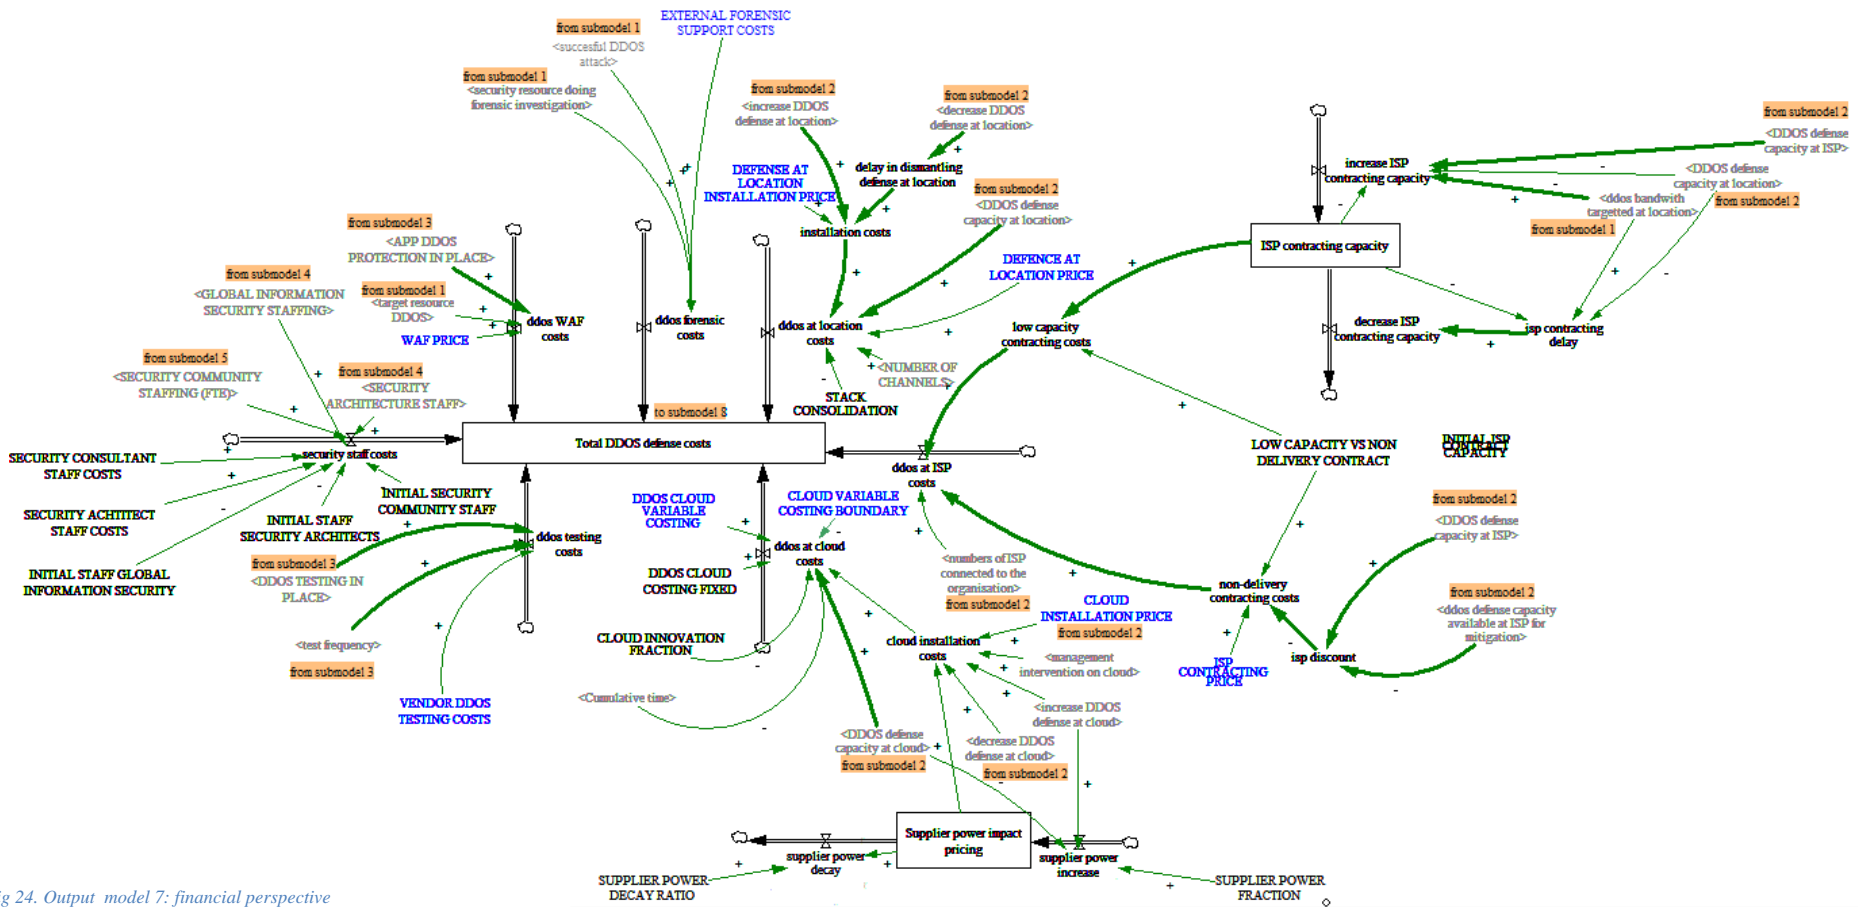 EXTERNAL FORENSIC
SUPPORT COSTS
from submodel 1
<succesful DDOS
attack>
from submodel 1
<security resource doing
forensic investigation>
from submodel 2
<increase DDOS
defense at location>
from submodel 2
<decrease DDOS
defense at location>
DEFENSE AT
LOCATION
INSTALLATION PRICE
delay in dismantling
defense at location
from submodel 2
<DDOS defense
capacity at location>
installation costs
from submodel 2
<DDOS defense
capacity at ISP>
increase ISP
contracting capacity
<DDOS defense
capacity at location>
from submodel 2
<ddos bandwith
targetted at location>
from submodel 1
ISP contracting capacity
from submodel 3
<APP DDOS
PROTECTION IN PLACE>
from submodel 4
<GLOBAL INFORMATION
SECURITY STAFFING>
from submodel 1
<target resource
DDOS>
WAF PRICE
ddos WAF
costs
ddos forensic
costs
ddos at location
costs
DEFENCE AT
LOCATION PRICE
low capacity
contracting costs
decrease ISP
contracting capacity
isp contracting
delay
from submodel 5
<SECURITY COMMUNITY
STAFFING (FTE)>
from submodel 4
<SECURITY
ARCHITECTURE STAFF>
<NUMBER OF
CHANNELS>
STACK
CONSOLIDATION
to submodel 8
Total DDOS defense costs
security staff costs
SECURITY CONSULTANT
STAFF COSTS
SECURITY ACHTITECT
STAFF COSTS
INITIAL STAFF GLOBAL
INFORMATION SECURITY
INITIAL STAFF
SECURITY ARCHITECTS
INITIAL SECURITY
COMMUNITY STAFF
ddos at ISP
costs
LOW CAPACITY VS NON
DELIVERY CONTRACT
INITIAL ISP
CONTRACT
CAPACITY
from submodel 3
<DDOS TESTING IN
PLACE>
ddos testing
costs
<test frequency>
from submodel 3
VENDOR DDOS
TESTING COSTS
DDOS CLOUD
VARIABLE
COSTING
CLOUD VARIABLE
COSTING BOUNDARY
ddos at cloud
costs
DDOS CLOUD
COSTING FIXED
CLOUD INNOVATION
FRACTION
<Cumulative time>
<numbers of ISP
connected to the
organisation>
from submodel 2
CLOUD
INSTALLATION PRICE
from submodel 2
<management
intervention on cloud>
cloud installation
costs
<increase DDOS
defense at cloud>
<decrease DDOS
defense at cloud>
from submodel 2
<DDOS defense
capacity at cloud>
from submodel 2
from submodel 2
<DDOS defense
capacity at ISP>
non-delivery
contracting costs
from submodel 2
<ddos defense capacity
available at ISP for
mitigation>
isp discount
ISP
CONTRACTING
PRICE
Supplier power impact
pricing
supplier power
decay
supplier power
increase
SUPPLIER POWER
DECAY RATIO
SUPPLIER POWER
FRACTION
ig 24. Output model 7: financial perspective